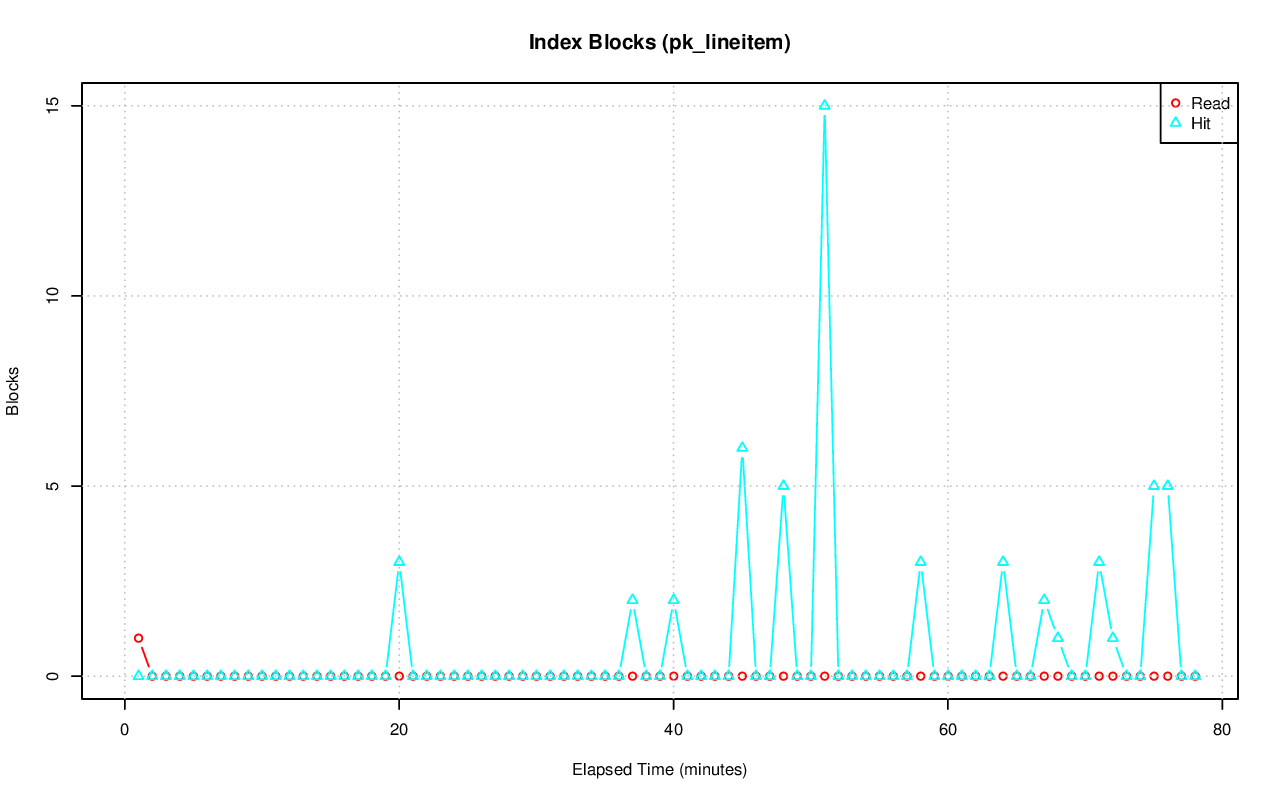 Index Blocks (pk_lineitem)
Read
Hit
15
10
5
0
Blocks
0 20 40 60 80
Elapsed Time (minutes)